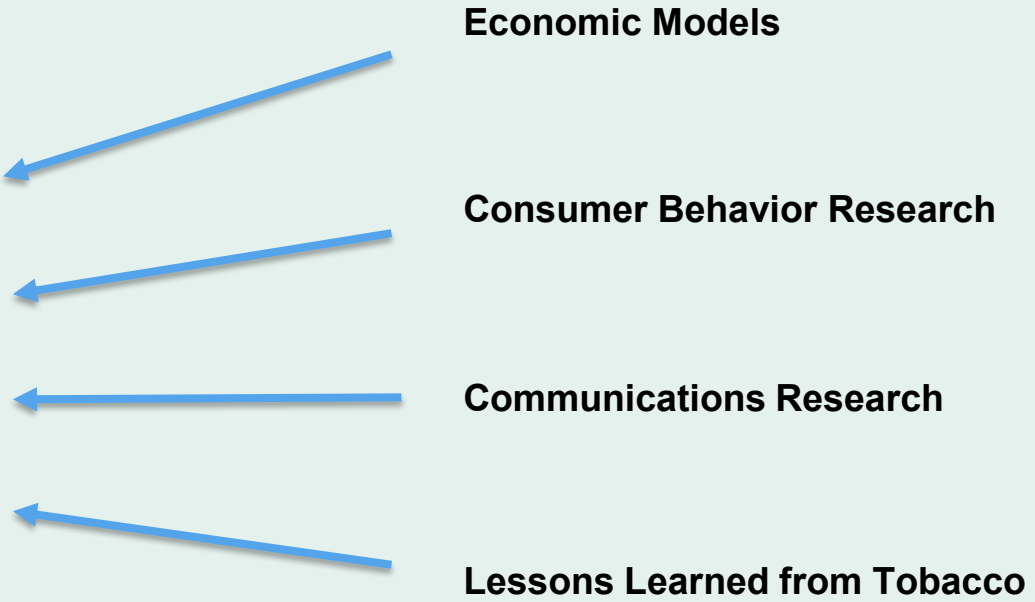 Economic Models
Consumer Behavior Research
Communications Research
Lessons Learned from Tobacco